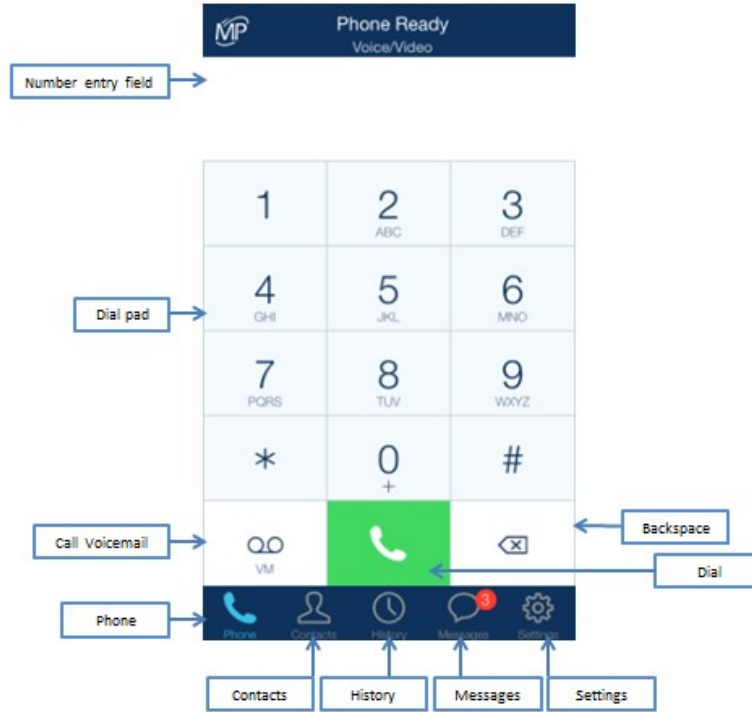 MP
Phone Ready
Voice/Video
Number entry field
1
2
3
ABC
DEF
4
5
6
GHI
JKL
MNO
Dial pad
7
8
9
PQRS
TUV
WXYZ
*
0
#
+
Call Voicemail
VM
Backspace
Dial
3
Phone
Phone
Contacts
History
Messages
Settings
Contacts
History
Messages
Settings